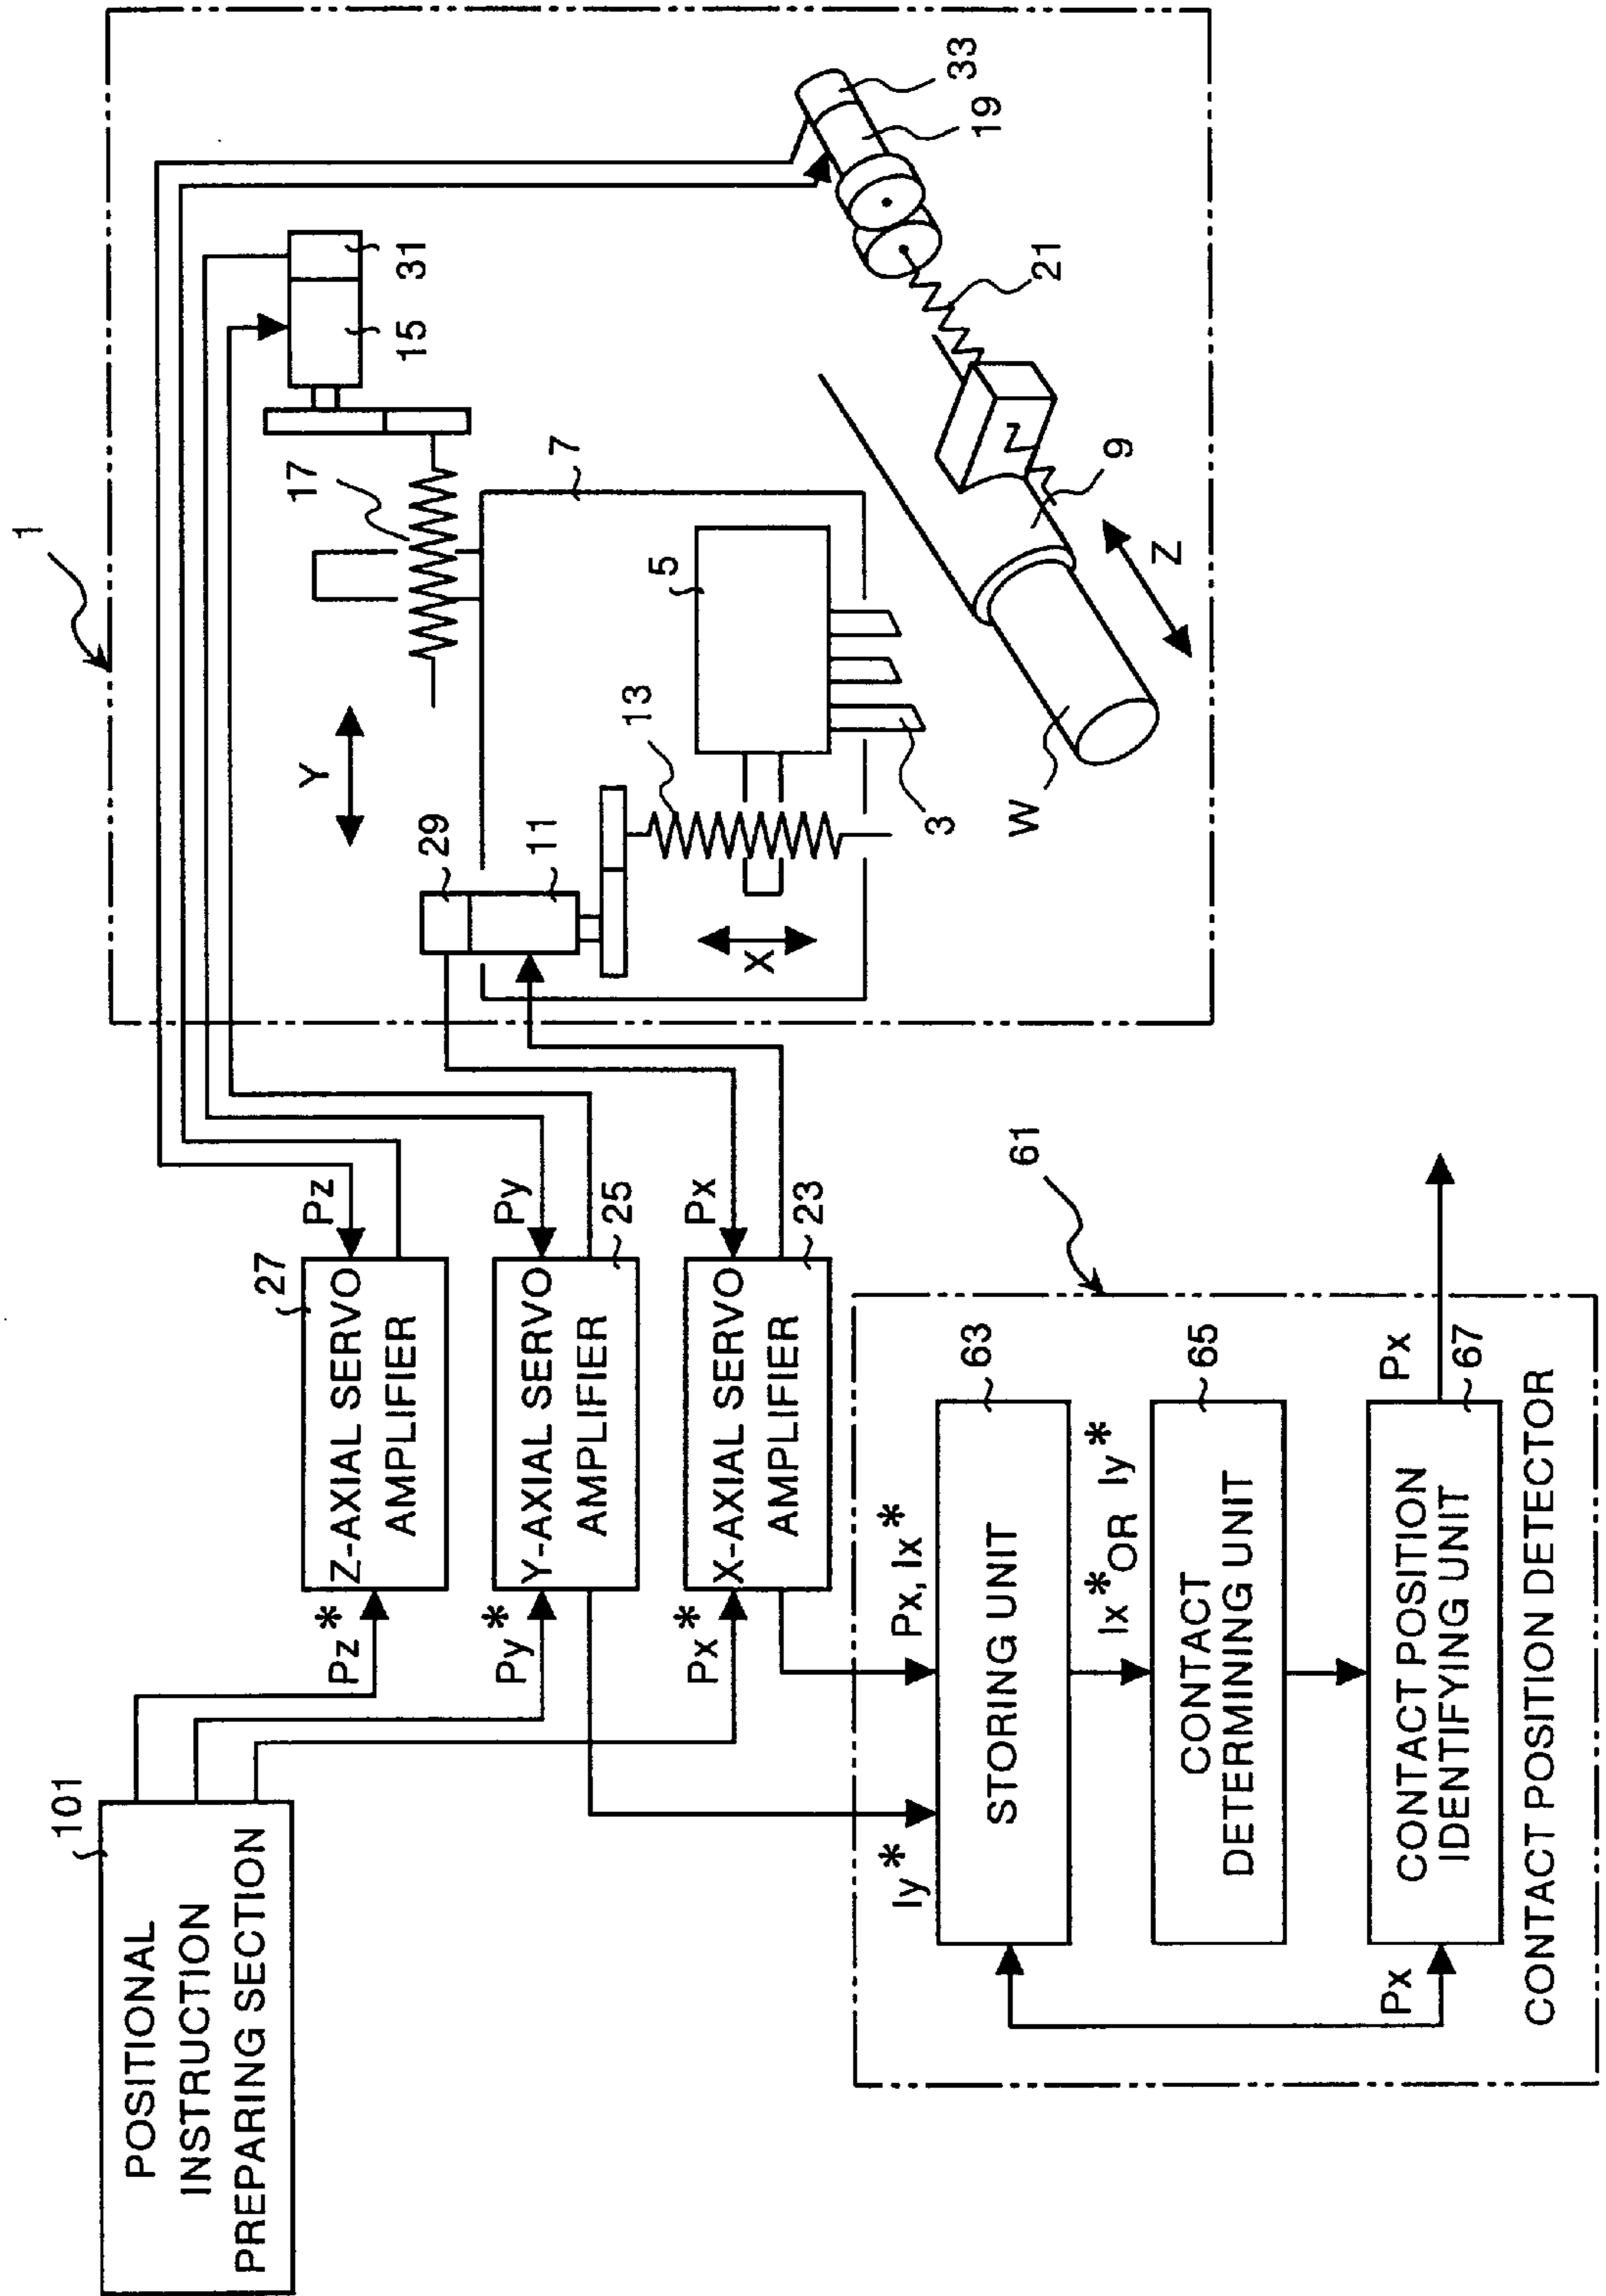 1
101
POSITIONAL
INSTRUCTION
PREPARING SECTION
Pz*
Py*
Px*
27
Z-AXIAL SERVO
AMPLIFIER
Pz
Y-AXIAL SERVO
AMPLIFIER
Py
25
X-AXIAL SERVO
AMPLIFIER
Px
23
Y
17
15
31
7
29
11
13
X
5
3
W
Z
9
21
19
33
61
Iy*
Px, Ix*
STORING UNIT
63
Ix* OR Iy*
CONTACT
DETERMINING UNIT
65
Px
CONTACT POSITION
IDENTIFYING UNIT
Px
67
CONTACT POSITION DETECTOR